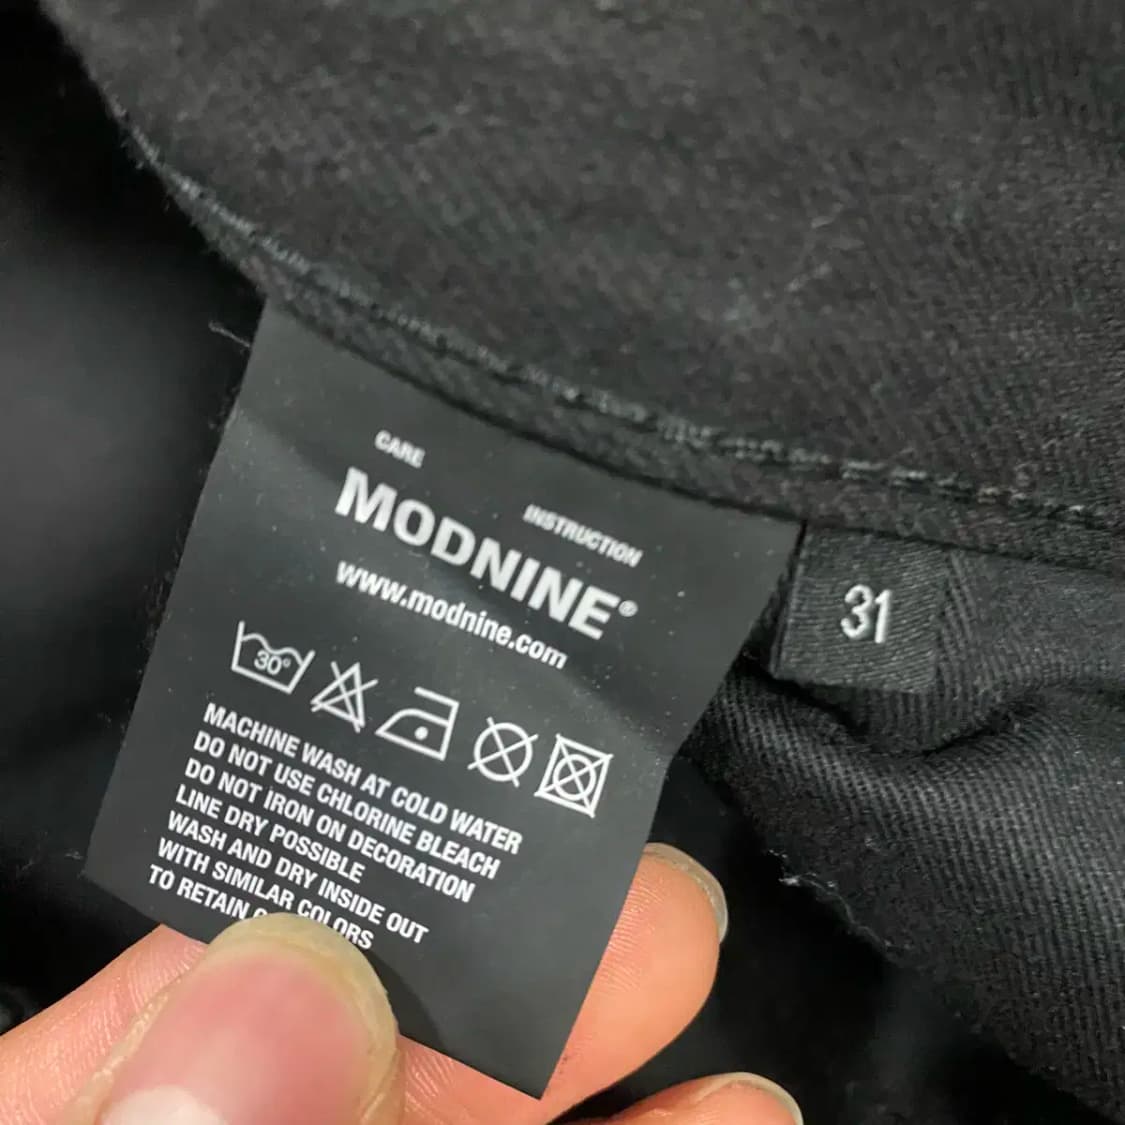 CARE
INSTRUCTION
MODNINE®
www.modnine.com
31
30°
MACHINE WASH AT COLD WATER
DO NOT USE CHLORINE BLEACH
DO NOT İRON ON DECORATION
LINE DRY POSSIBLE
WASH AND DRY INSIDE OUT
WITH SIMILAR COLORS
TO RETAIN